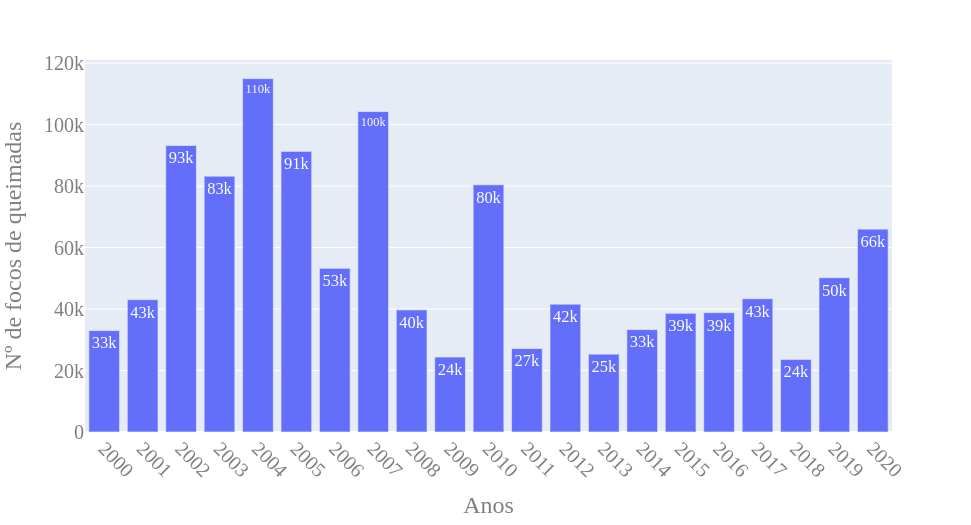 120k
100k
80k
60k
40k
20k
0
Nº de focos de queimadas
33k
43k
93k
83k
110k
91k
53k
100k
40k
24k
80k
27k
42k
25k
33k
39k
39k
43k
24k
50k
66k
2000
2001
2002
2003
2004
2005
2006
2007
2008
2009
2010
2011
2012
2013
2014
2015
2016
2017
2018
2019
2020
Anos